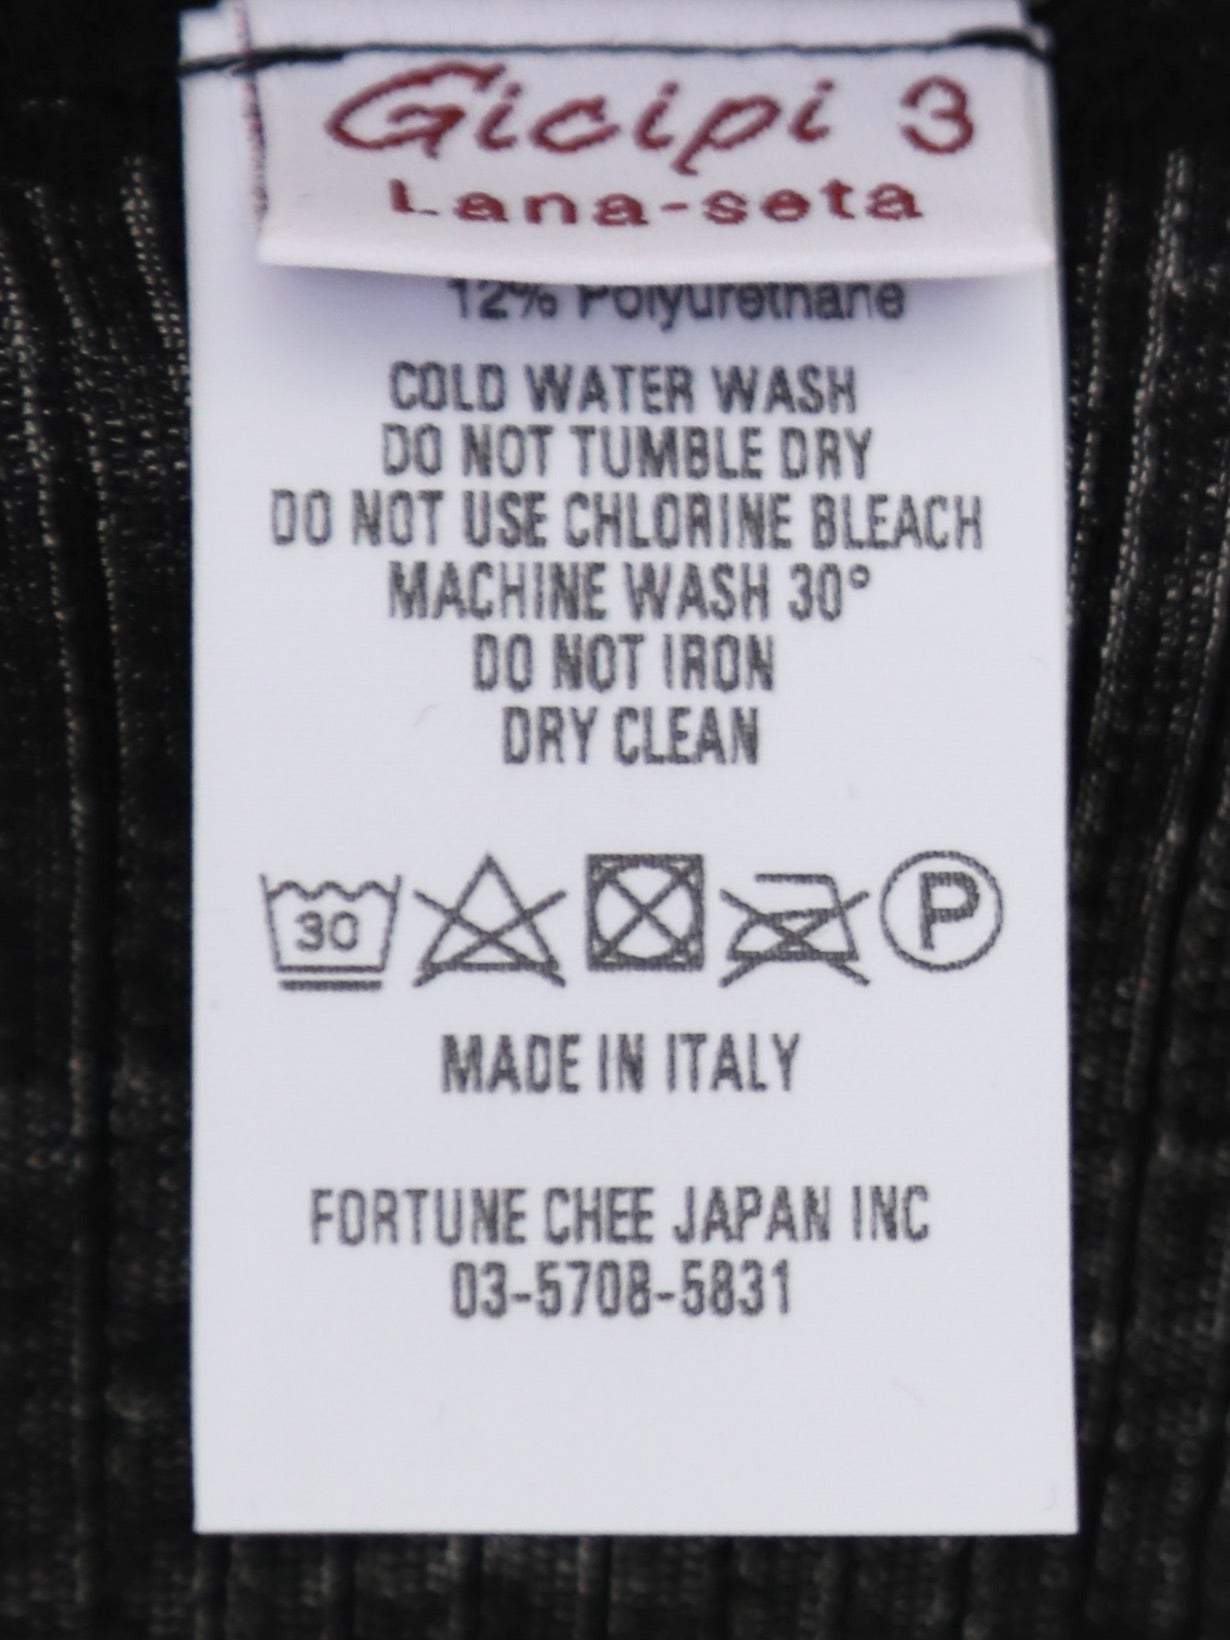 Gicipi 3
Lana-seta
12% Polyurethane
COLD WATER WASH
DO NOT TUMBLE DRY
DO NOT USE CHLORINE BLEACH
MACHINE WASH 30°
DO NOT IRON
DRY CLEAN
30 P
MADE IN ITALY
FORTUNE CHEE JAPAN INC
03-5708-5831